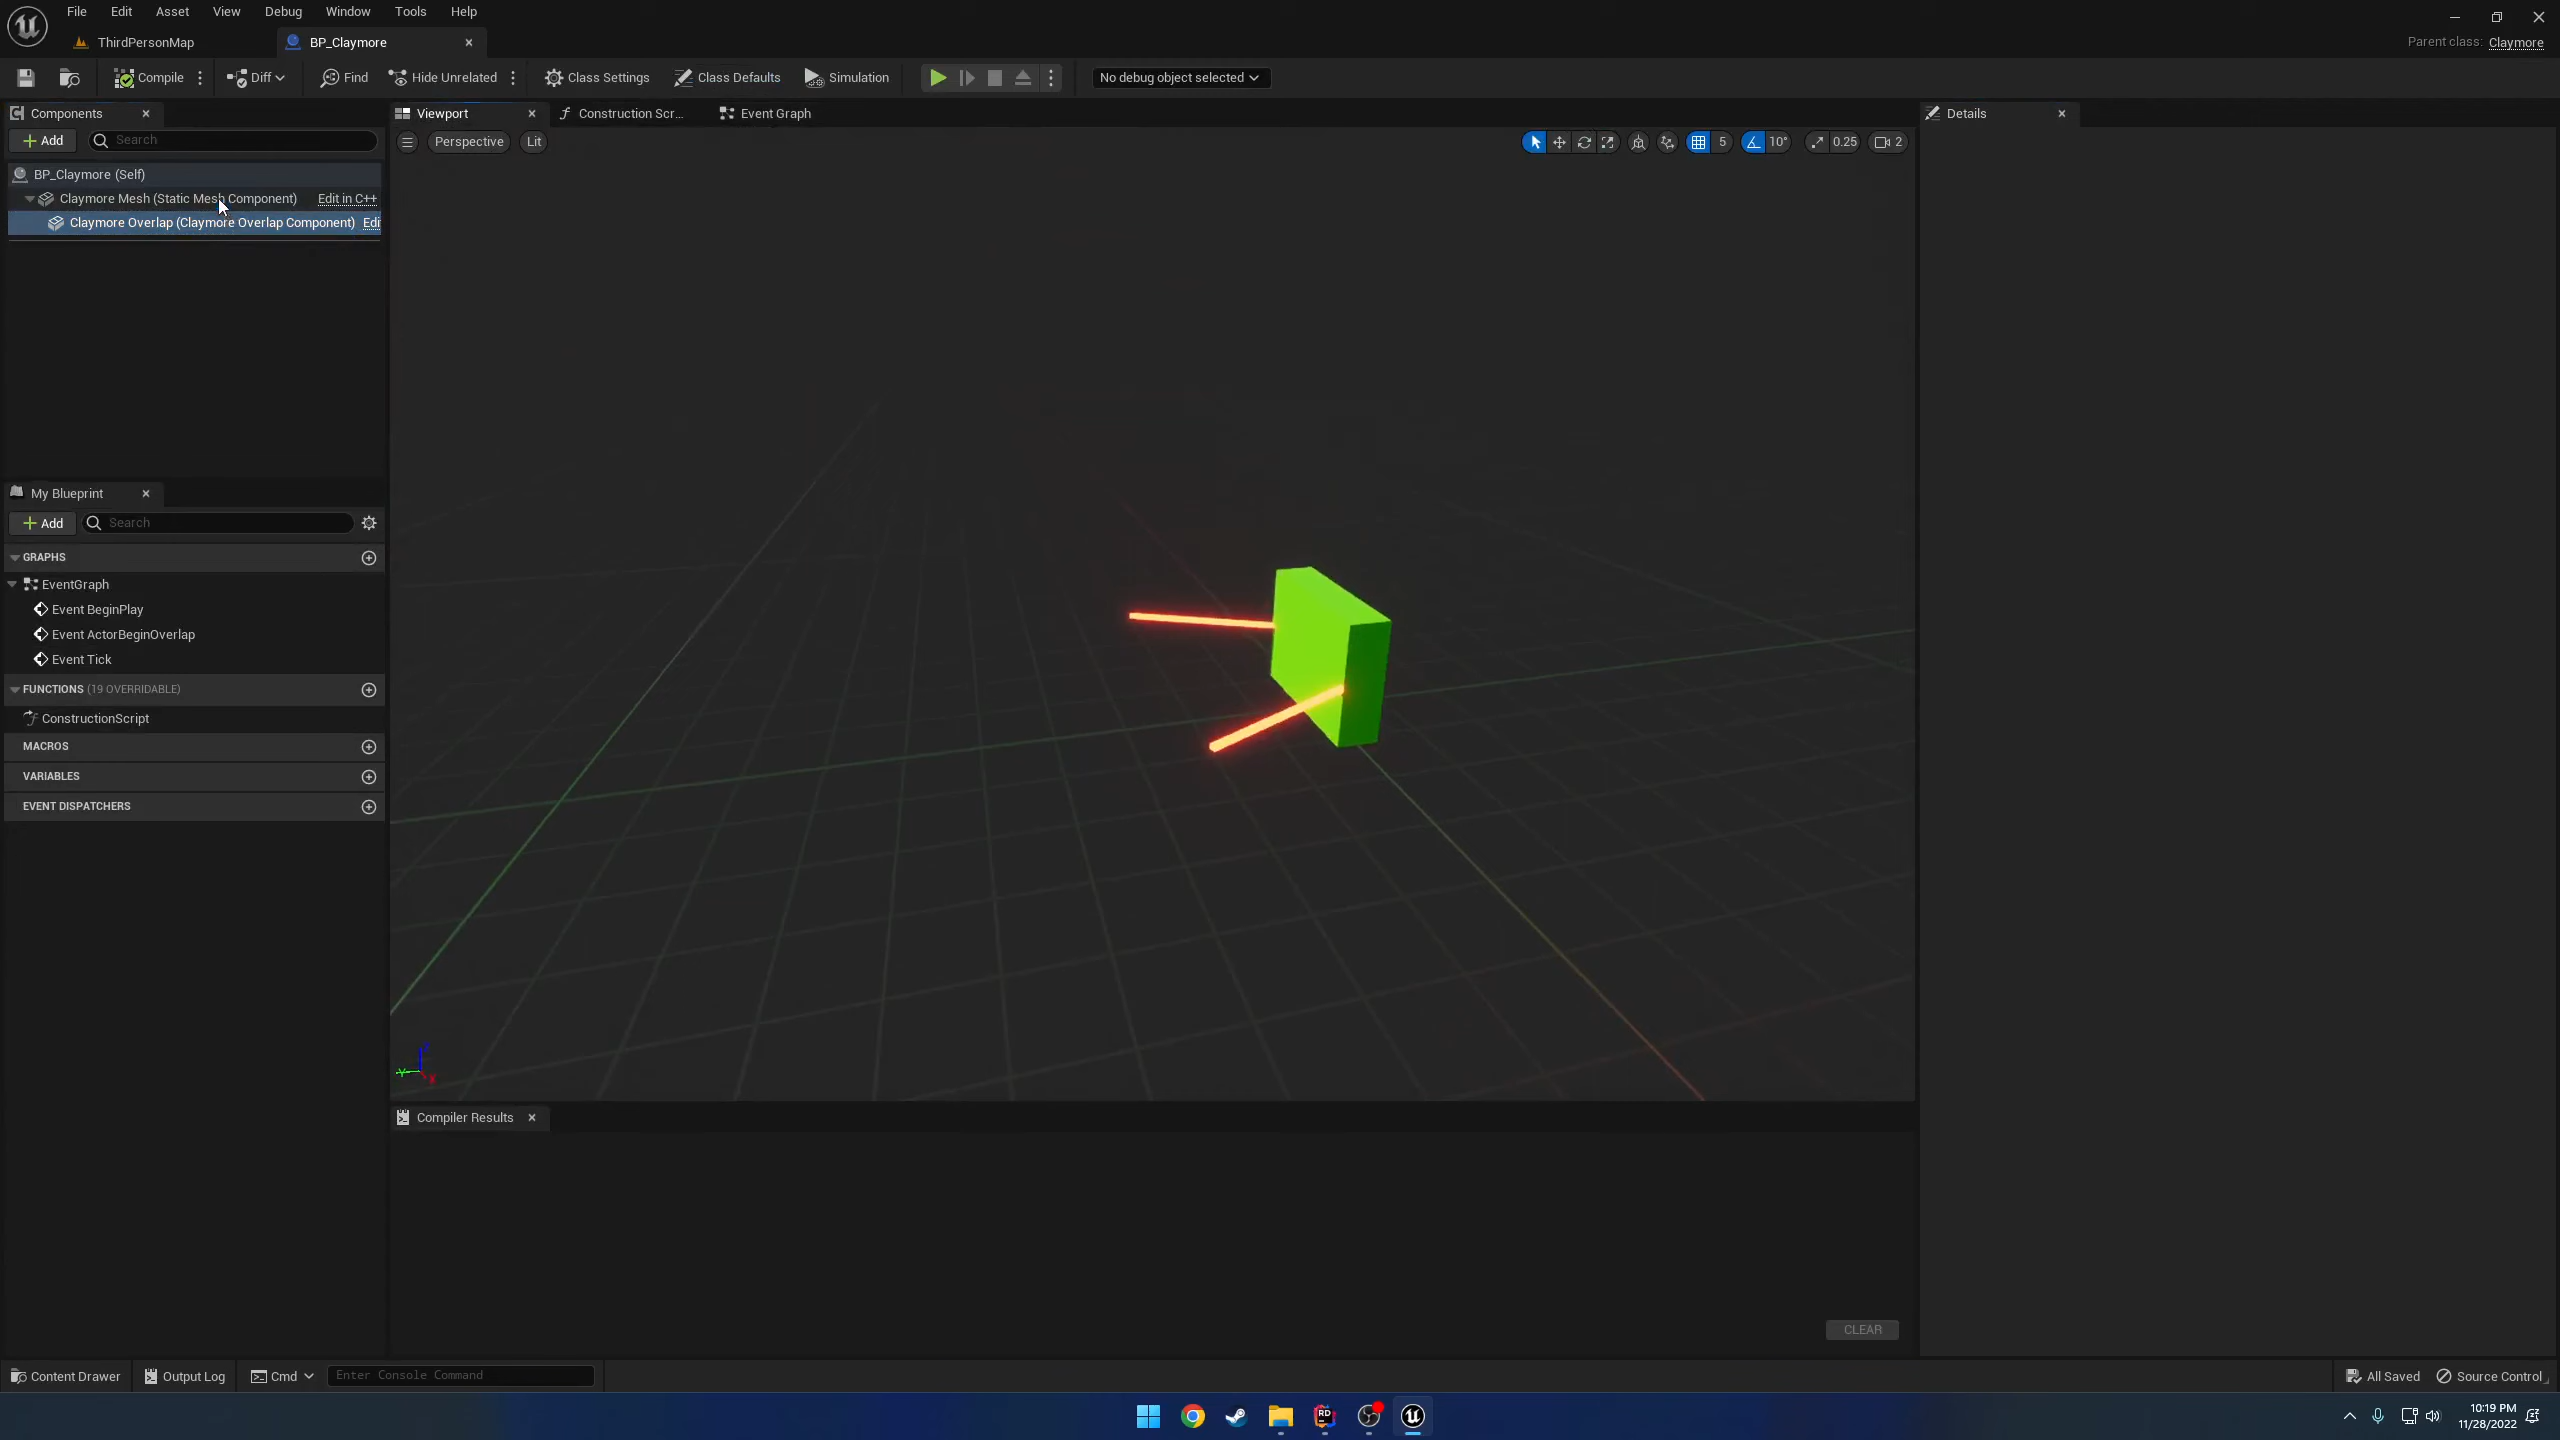 File Edit Asset View Debug Window Tools Help
ThirdPersonMap BP_Claymore
Parent class: Claymore
Compile Diff Find Hide Unrelated Class Settings Class Defaults Simulation No debug object selected
Components Viewport Construction Scr... Event Graph Details
Add Search Perspective Lit 5 10° 0.25 2
BP_Claymore (Self)
Claymore Mesh (Static Mesh Component) Edit in C++
Claymore Overlap (Claymore Overlap Component) Edi
My Blueprint
Add Search
GRAPHS
EventGraph
Event BeginPlay
Event ActorBeginOverlap
Event Tick
FUNCTIONS (19 OVERRIDABLE)
ConstructionScript
MACROS
VARIABLES
EVENT DISPATCHERS
Compiler Results
CLEAR
Content Drawer Output Log Cmd Enter Console Command All Saved Source Control
10:19 PM
11/28/2022